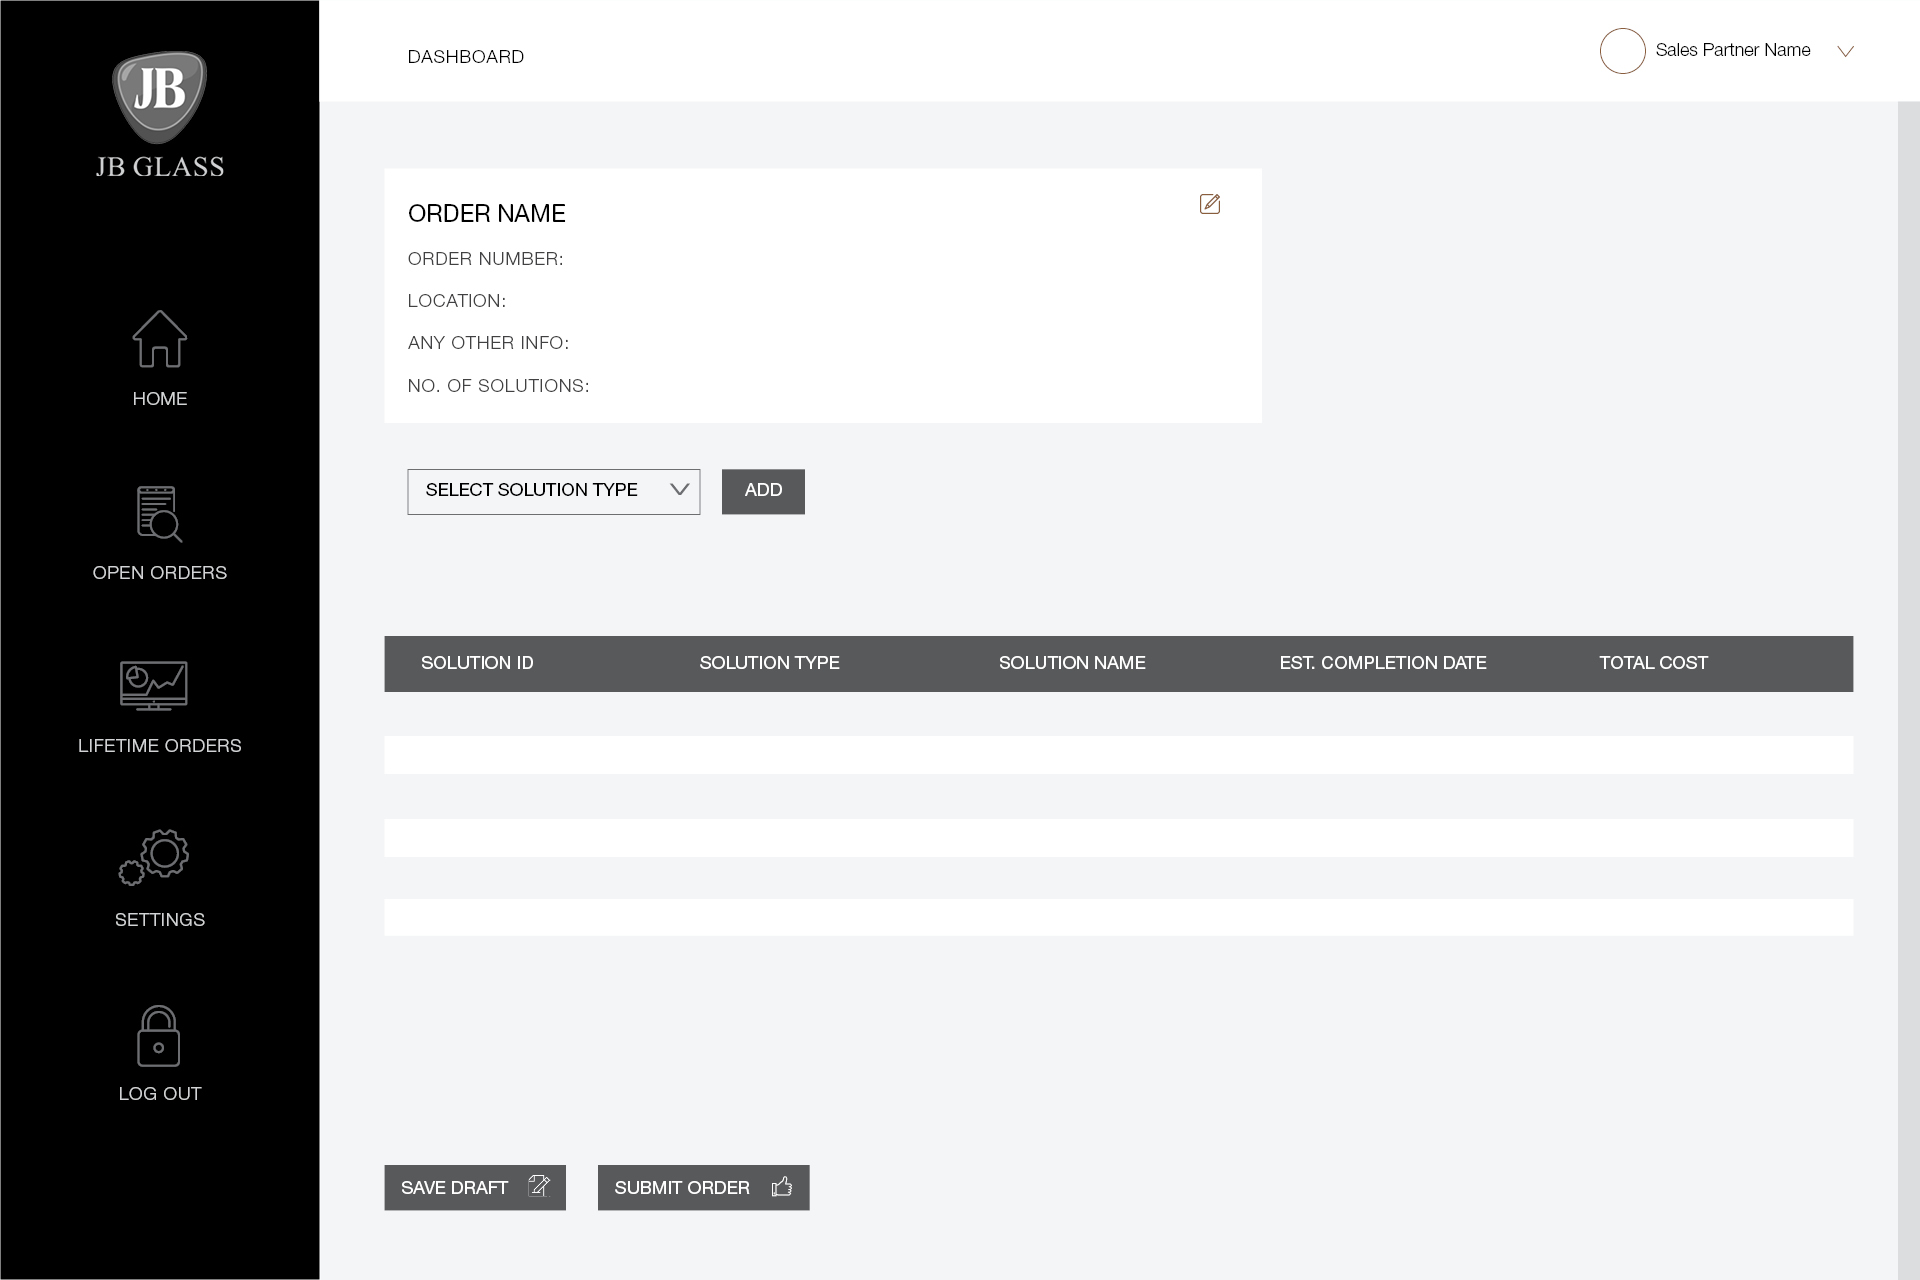 JB
JB GLASS
HOME
OPEN ORDERS
LIFETIME ORDERS
SETTINGS
LOG OUT
DASHBOARD
Sales Partner Name
ORDER NAME
ORDER NUMBER:
LOCATION:
ANY OTHER INFO:
NO. OF SOLUTIONS:
SELECT SOLUTION TYPE
ADD
SOLUTION ID SOLUTION TYPE SOLUTION NAME EST. COMPLETION DATE TOTAL COST
SAVE DRAFT
SUBMIT ORDER